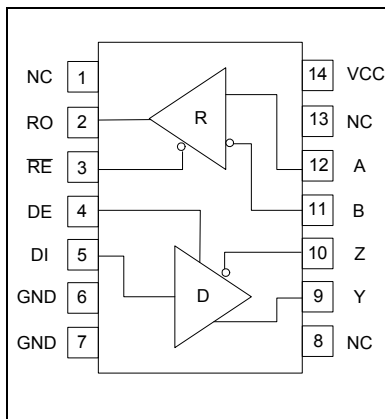 NC 1 14 VCC
RO 2 R 13 NC
RE 3 12 A
DE 4 11 B
DI 5 10 Z
GND 6 D 9 Y
GND 7 8 NC